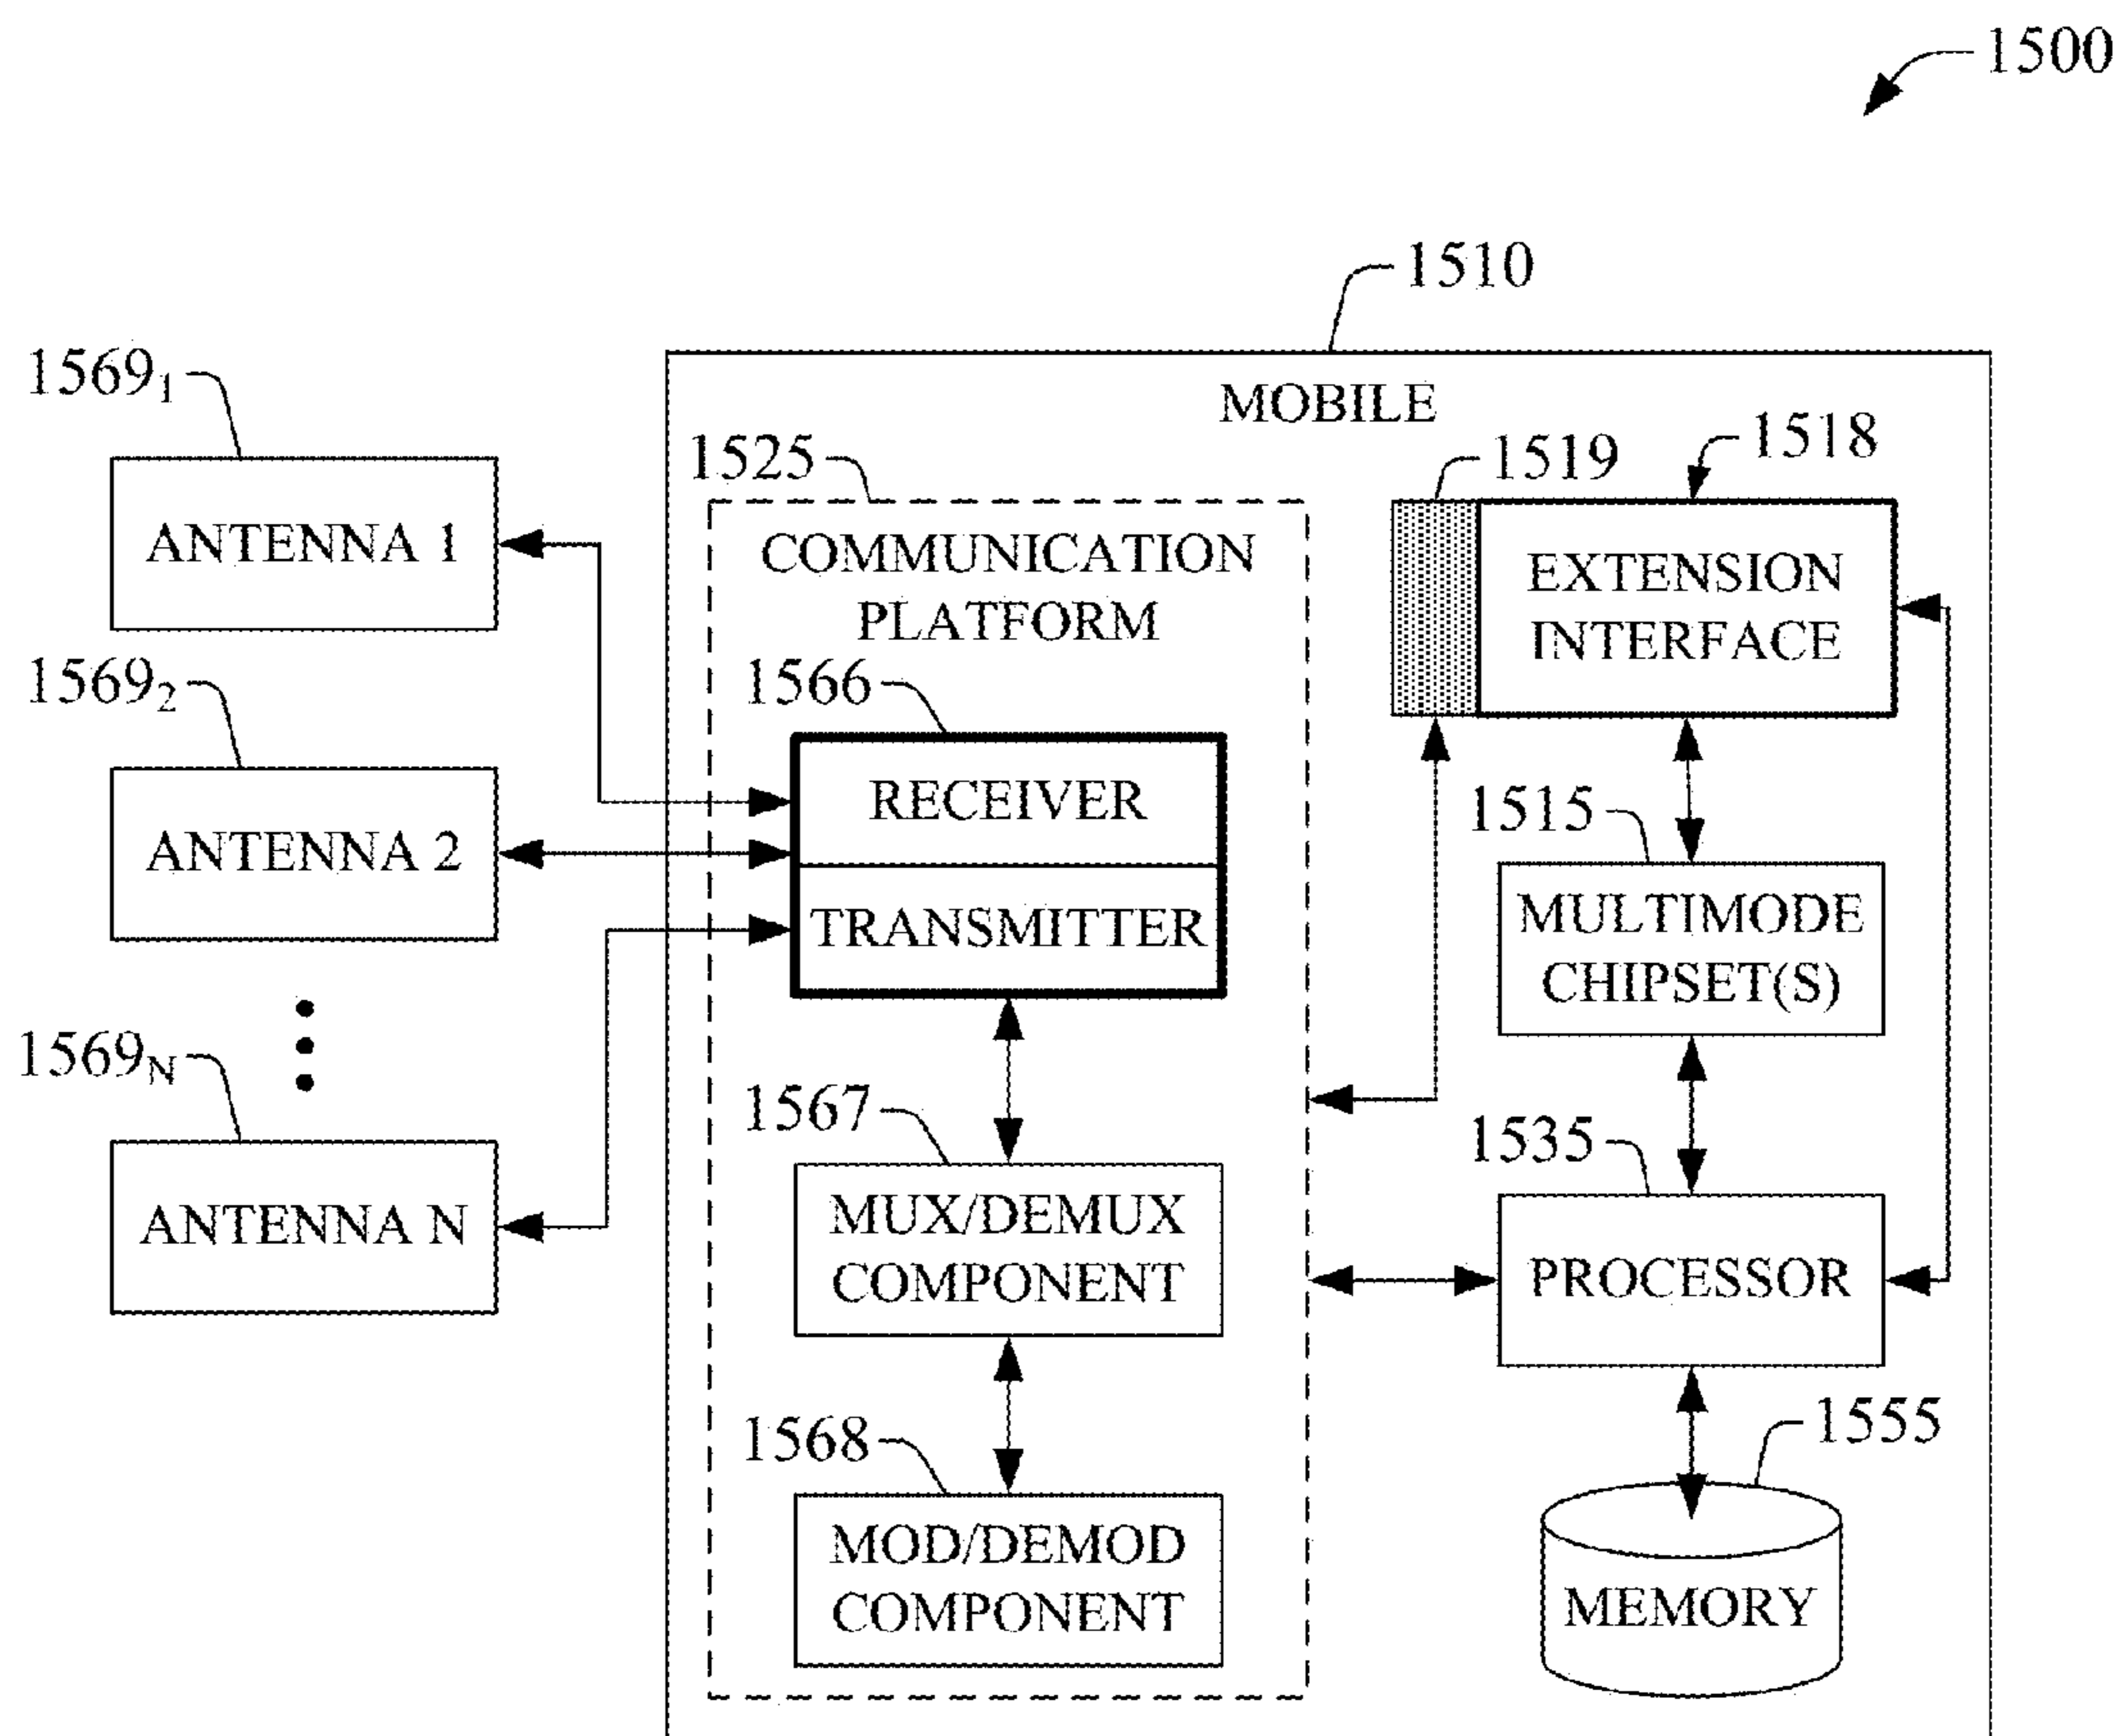 1500
1510
MOBILE
1569₁
1525
1519
1518
ANTENNA 1
COMMUNICATION
PLATFORM
EXTENSION
INTERFACE
1569₂
1566
RECEIVER
1515
ANTENNA 2
TRANSMITTER
MULTIMODE
CHIPSET(S)
1569N
1567
1535
ANTENNA N
MUX/DEMUX
COMPONENT
PROCESSOR
1568
1555
MOD/DEMOD
COMPONENT
MEMORY